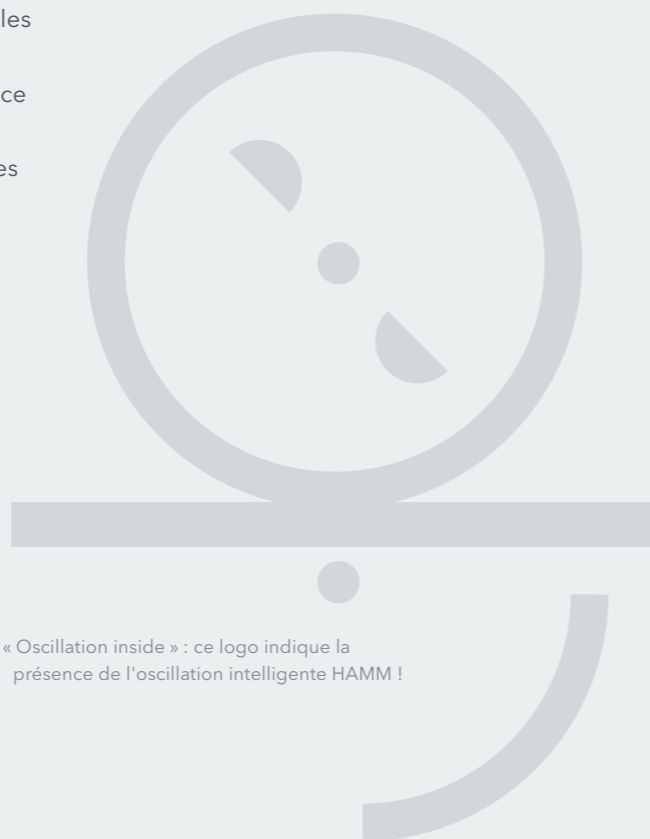 les
ce
es
« Oscillation inside » : ce logo indique la
présence de l'oscillation intelligente HAMM !